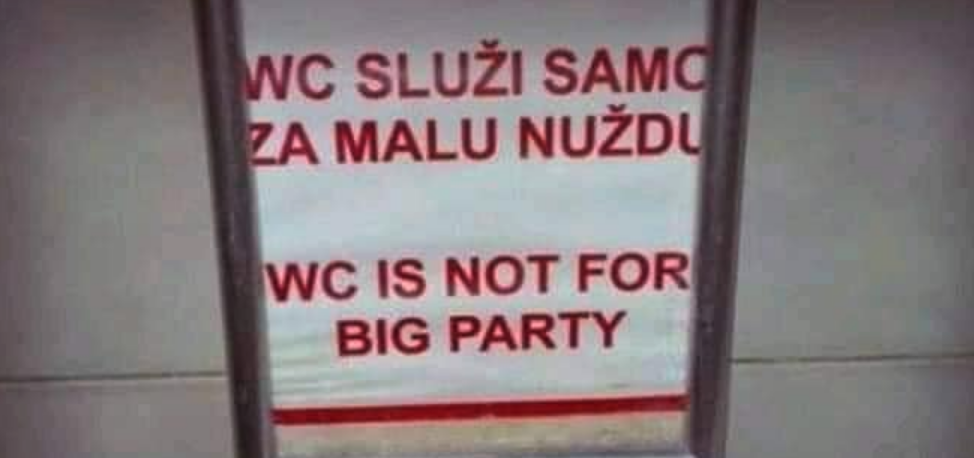 WC SLUŽI SAMO
ZA MALU NUŽDU
WC IS NOT FOR
BIG PARTY